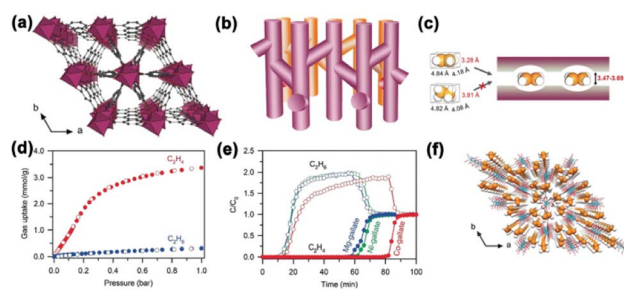 (a)
b
a
(b)
(c)
3.28 Å
4.84 Å 4.18 Å
3.81 Å
4.82 Å 4.08 Å
3.47-3.69
(d)
Gas uptake (mmol/g)
4.0
3.0
2.0
1.0
0.0
C₂H₄
C₂H₆
0.0 0.2 0.4 0.6 0.8 1.0
Pressure (bar)
(e)
C/C₀
2.5
2.0
1.5
1.0
0.5
0.0
C₂H₆
C₂H₄
Mg-gallate
Ni-gallate
Co-gallate
0 20 40 60 80 100
Time (min)
(f)
b
a